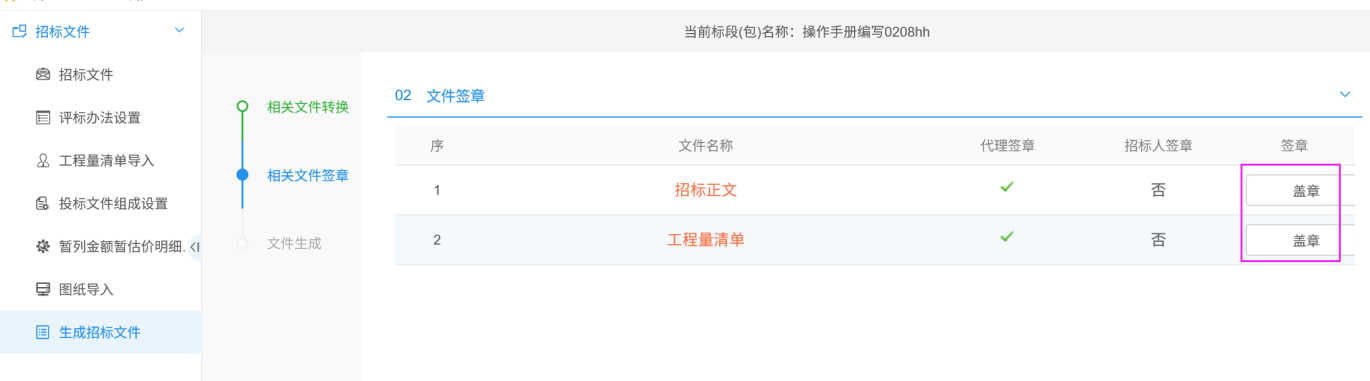 招标文件
当前标段(包)名称：操作手册编写0208hh
招标文件
评标办法设置
工程量清单导入
投标文件组成设置
暂列金额暂估价明细.
图纸导入
生成招标文件
相关文件转换
相关文件签章
文件生成
02 文件签章
序 文件名称 代理签章 招标人签章 签章
1 招标正文 否 盖章
2 工程量清单 否 盖章